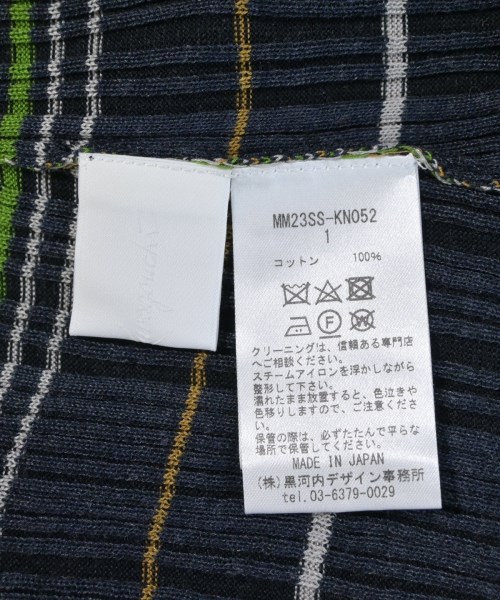 MM23SS-KN052
1
コットン 100%
クリーニングは、信頼ある専門店
へご相談ください。
スチームアイロンを浮かしながら
整形して下さい。
濡れたまま放置すると、色泣きや
色移りしますので、ご注意くださ
い。
保管の際は、必ずたたんで平らな
場所で保管してください。
MADE IN JAPAN
(株)黒河内デザイン事務所
tel.03-6379-0029